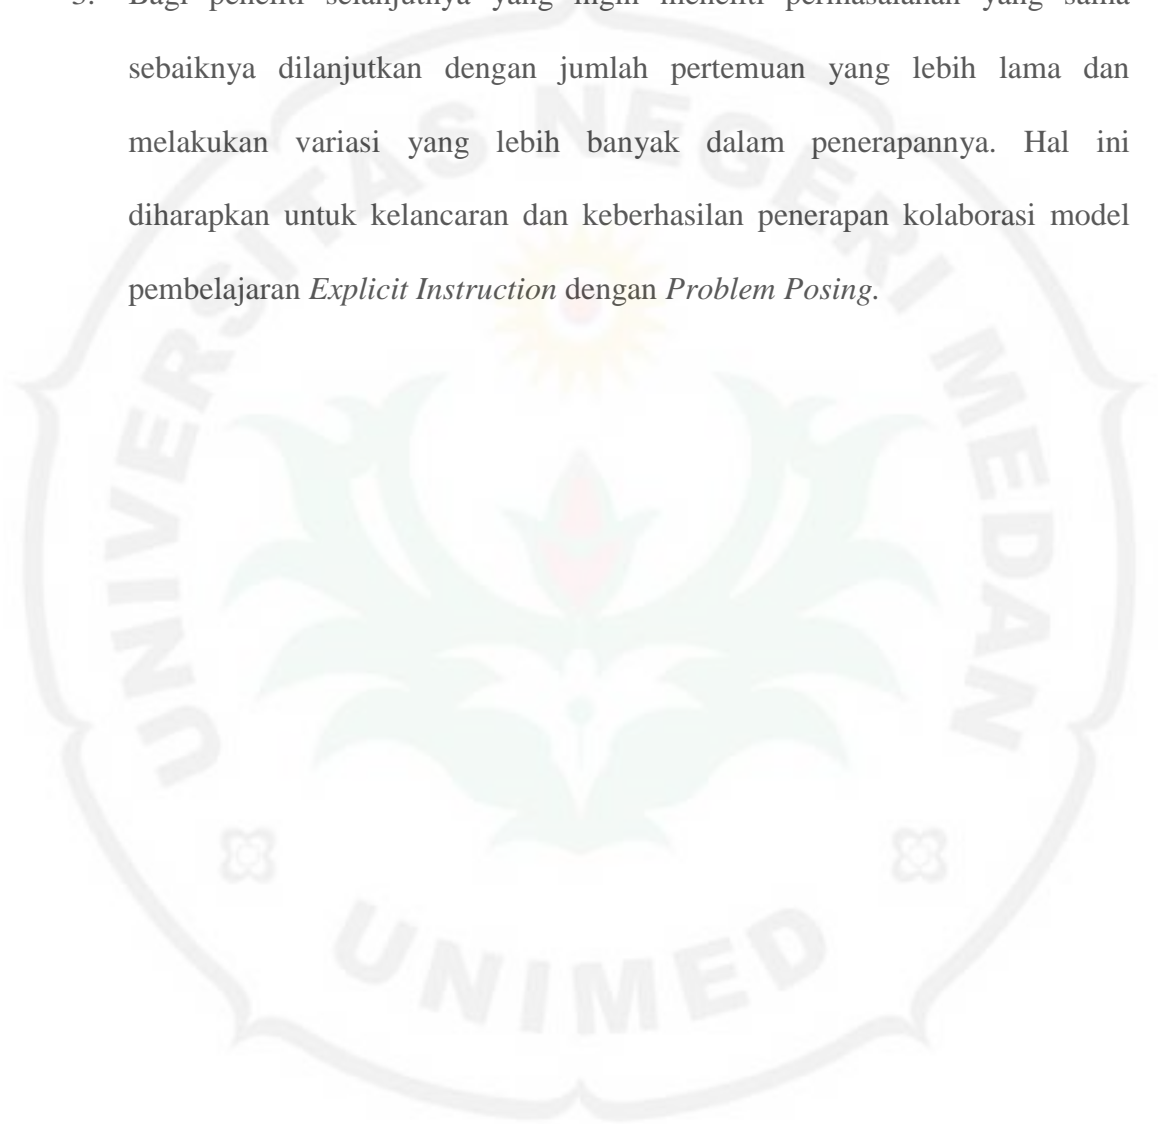 3. Bagi peneliti selanjutnya yang ingin meneliti permasalahan yang sama
sebaiknya dilanjutkan dengan jumlah pertemuan yang lebih lama dan
melakukan variasi yang lebih banyak dalam penerapannya. Hal ini
diharapkan untuk kelancaran dan keberhasilan penerapan kolaborasi model
pembelajaran Explicit Instruction dengan Problem Posing.
UNIVERSITAS NEGERI MEDAN
UNIMED